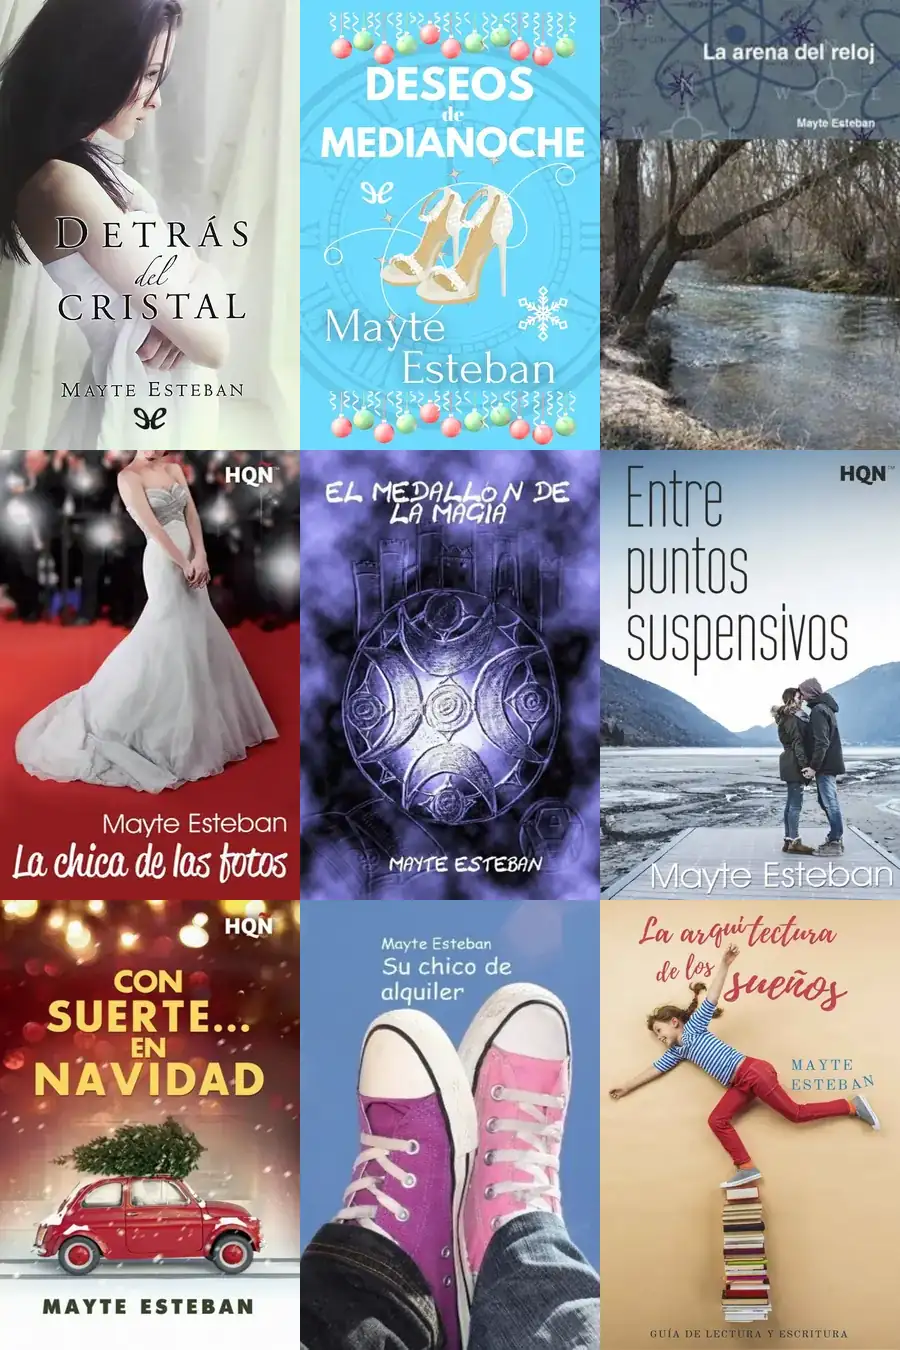 DETRÁS
del
CRISTAL
MAYTE ESTEBAN
DESEOS
de
MEDIANOCHE
Mayte
Esteban
La arena del reloj
Mayte Esteban
HQN™
Mayte Esteban
La chica de las fotos
EL MEDALLON DE
LA MAGIA
MAYTE ESTEBAN
HQN™
Entre
puntos
suspensivos
Mayte Esteban
HQN
CON
SUERTE...
EN
NAVIDAD
MAYTE ESTEBAN
Mayte Esteban
Su chico de
alquiler
La arquitectura
de los
sueños
MAYTE
ESTEBAN
GUÍA DE LECTURA Y ESCRITURA